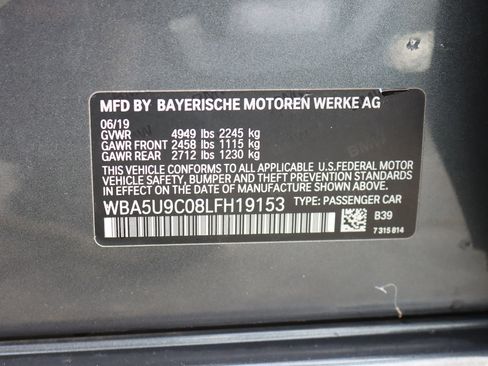 MFD BY BAYERISCHE MOTOREN WERKE AG
06/19
GVWR 4949 lbs 2245 kg
GAWR FRONT 2458 lbs 1115 kg
GAWR REAR 2712 lbs 1230 kg
THIS VEHICLE CONFORMS TO ALL APPLICABLE U.S.FEDERAL MOTOR
VEHICLE SAFETY, BUMPER AND THEFT PREVENTION STANDARDS
IN EFFECT ON THE DATE OF MANUFACTURE SHOWN ABOVE.
WBA5U9C08LFH19153 TYPE: PASSENGER CAR
B39
7 315 814